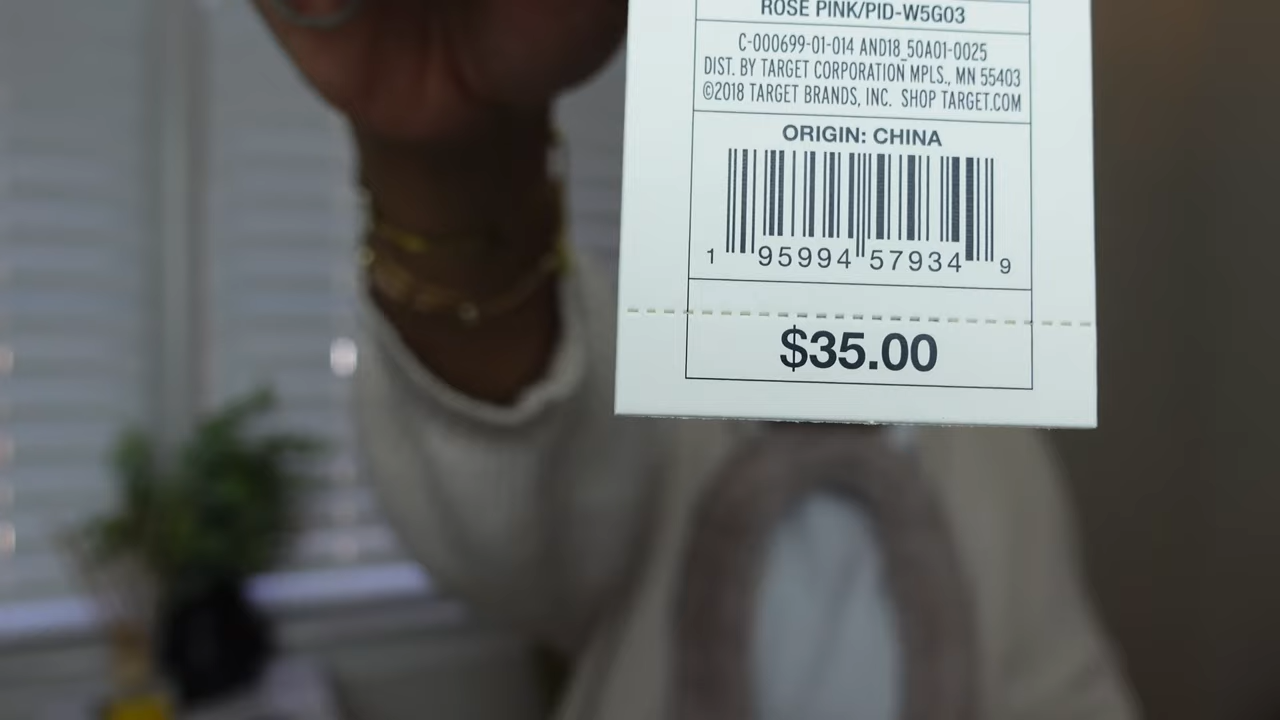 ROSE PINK/PID-W5G03
C-000699-01-014 AND18_50A01-0025
DIST. BY TARGET CORPORATION MPLS., MN 55403
©2018 TARGET BRANDS, INC. SHOP TARGET.COM
ORIGIN: CHINA
1 95994 57934 9
$35.00